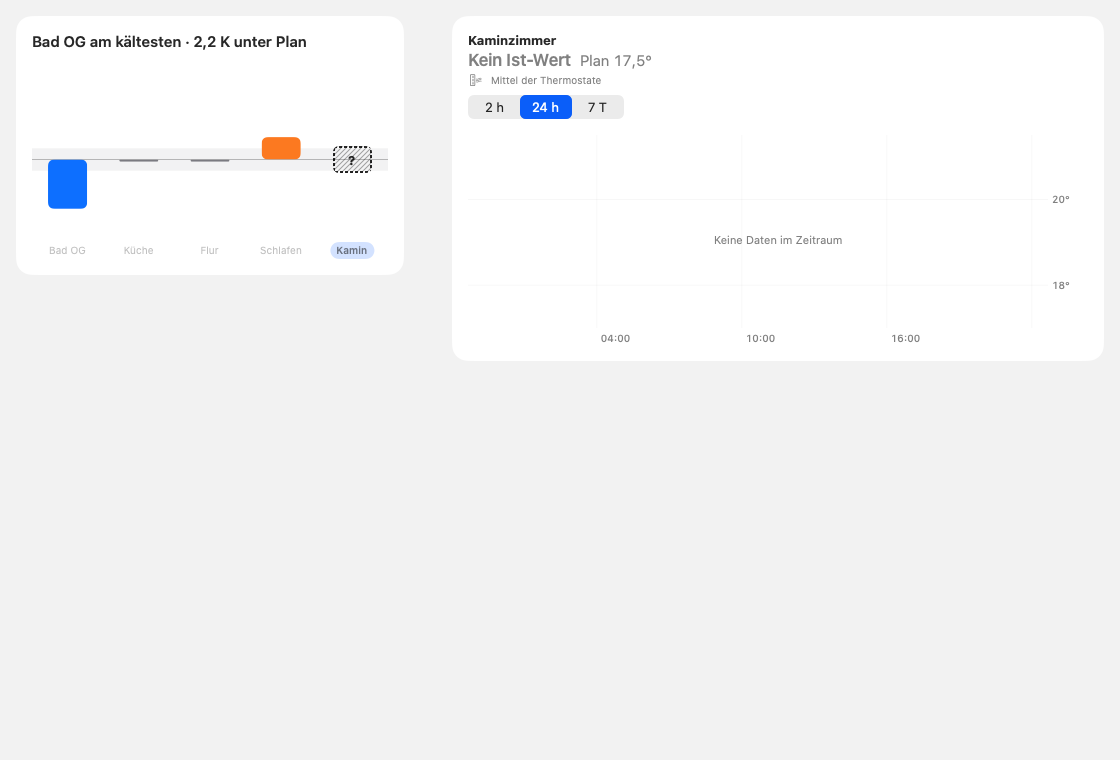 Bad OG am kältesten · 2,2 K unter Plan
?
Bad OG
Küche
Flur
Schlafen
Kamin
Kaminzimmer
Kein Ist-Wert Plan 17,5°
Mittel der Thermostate
2 h
24 h
7 T
20°
Keine Daten im Zeitraum
18°
04:00
10:00
16:00